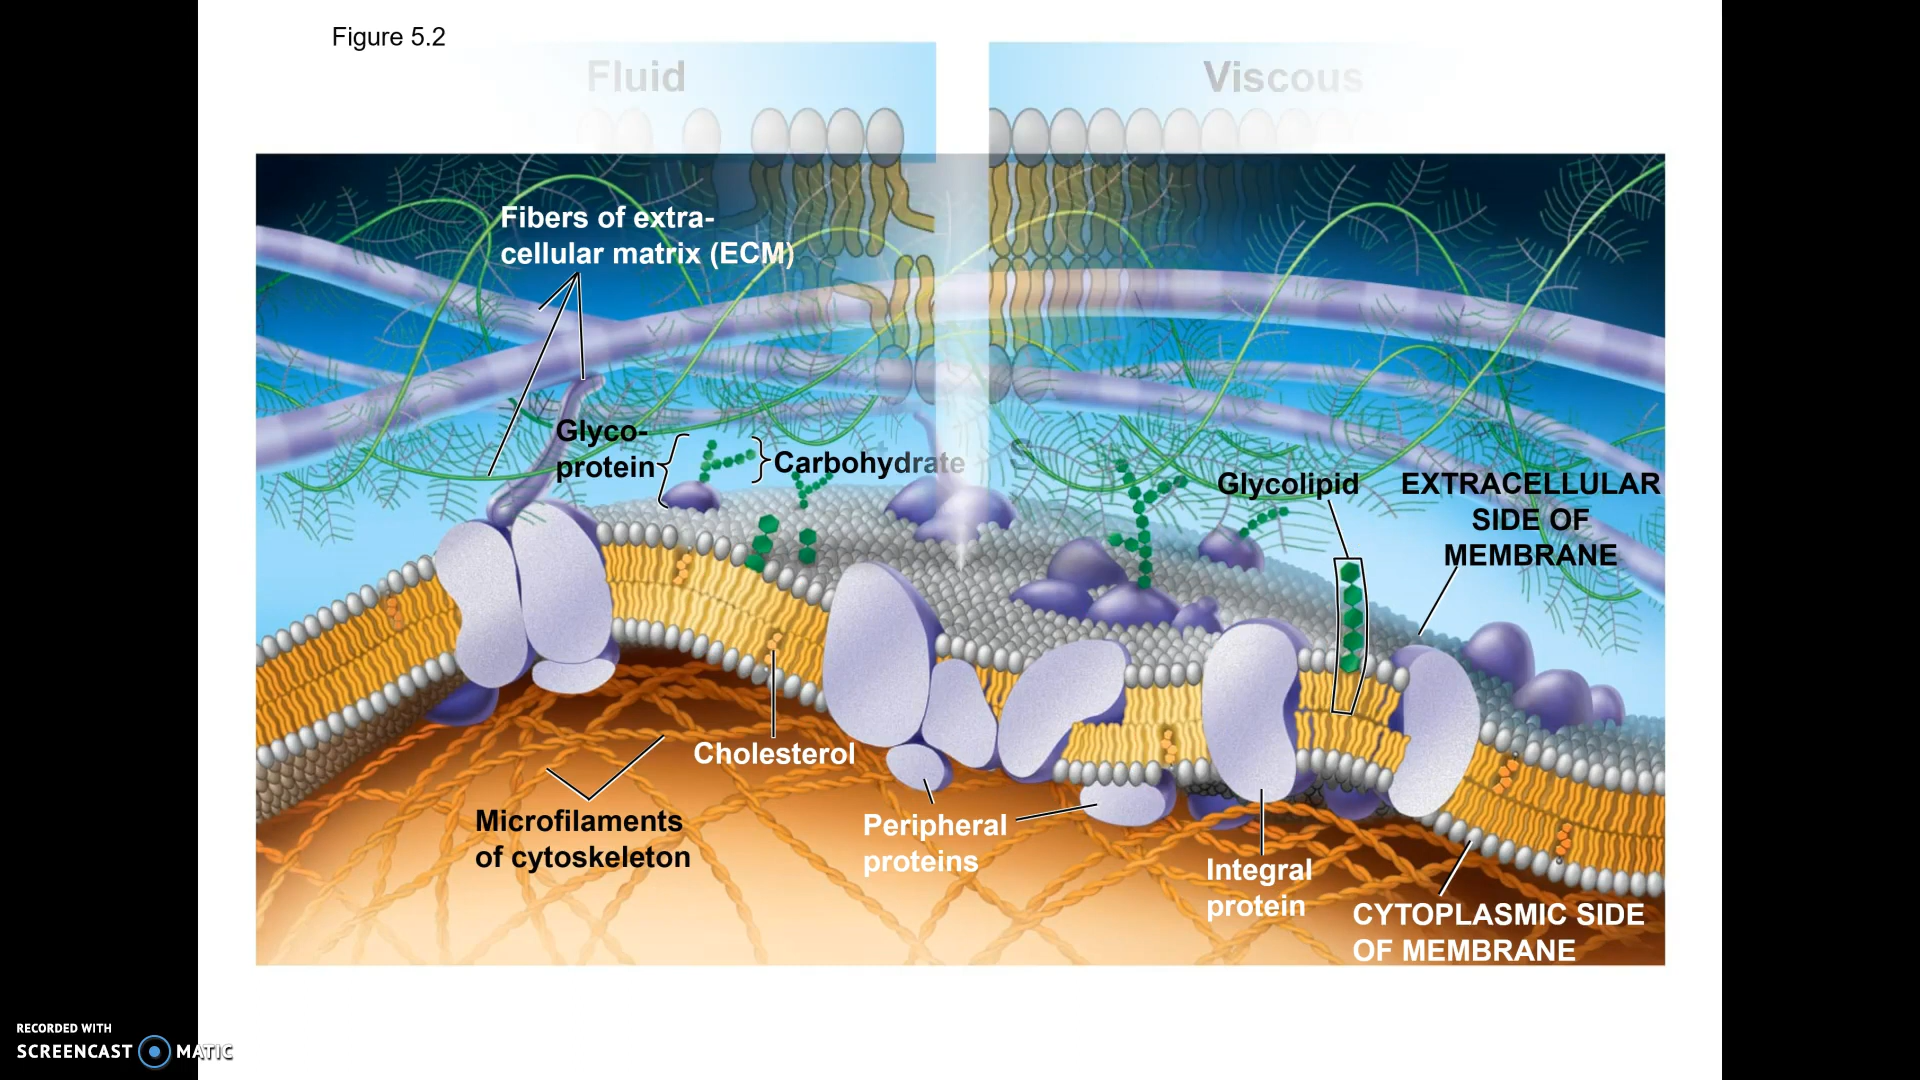 Figure 5.2
Fluid
Viscous
Fibers of extra-
cellular matrix (ECM)
Glyco-
protein
Carbohydrate
Glycolipid
EXTRACELLULAR
SIDE OF
MEMBRANE
Cholesterol
Microfilaments
of cytoskeleton
Peripheral
proteins
Integral
protein
CYTOPLASMIC SIDE
OF MEMBRANE
RECORDED WITH
SCREENCAST MATIC